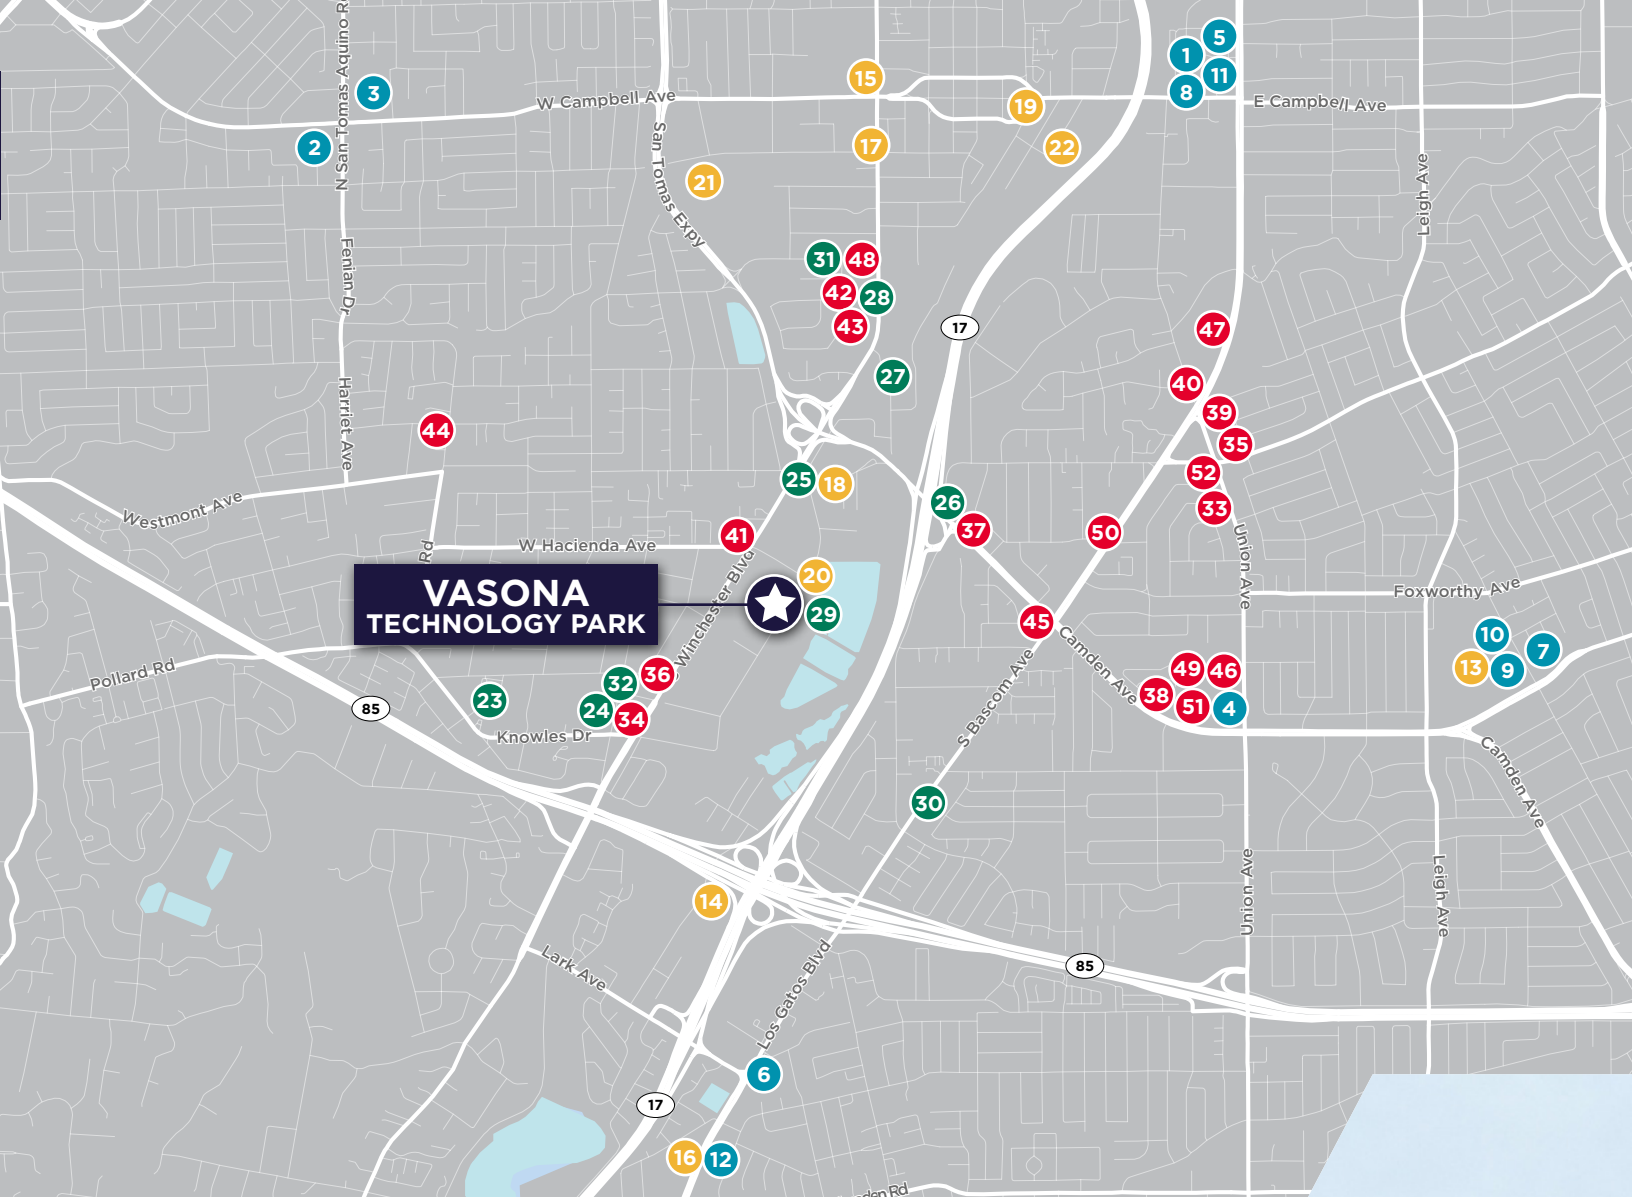 N San Tomas Aquino R
5
1
11
8
3
15
19
W Campbell Ave
E Campbell Ave
2
17
22
21
San Tomas Expy
Leigh Ave
Fenian Dr
31
48
42
28
43
17
47
27
40
39
35
Harriet Ave
44
25
18
52
33
26
37
50
Westmont Ave
41
W Hacienda Ave
Rd
Union Ave
20
29
VASONA
TECHNOLOGY PARK
Winchester Blvd
Foxworthy Ave
45
Camden Ave
10
7
13
9
Pollard Rd
23
32
36
24
34
Knowles Dr
85
S Bascom Ave
49
46
38
51
4
Camden Ave
30
14
Union Ave
Leigh Ave
Lark Ave
85
Los Gatos Blvd
6
17
16
12
den Rd